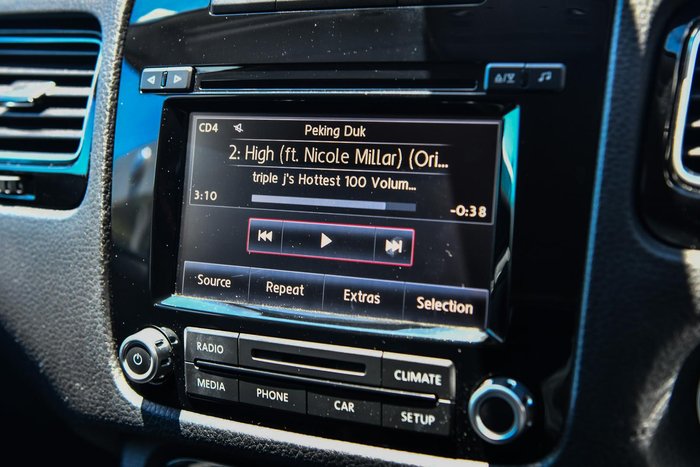 CD4
Peking Duk
2: High (ft. Nicole Millar) (Ori...
triple j's Hottest 100 Volum...
3:10
-0:38
Source
Repeat
Extras
Selection
RADIO
CLIMATE
MEDIA
PHONE
CAR
SETUP